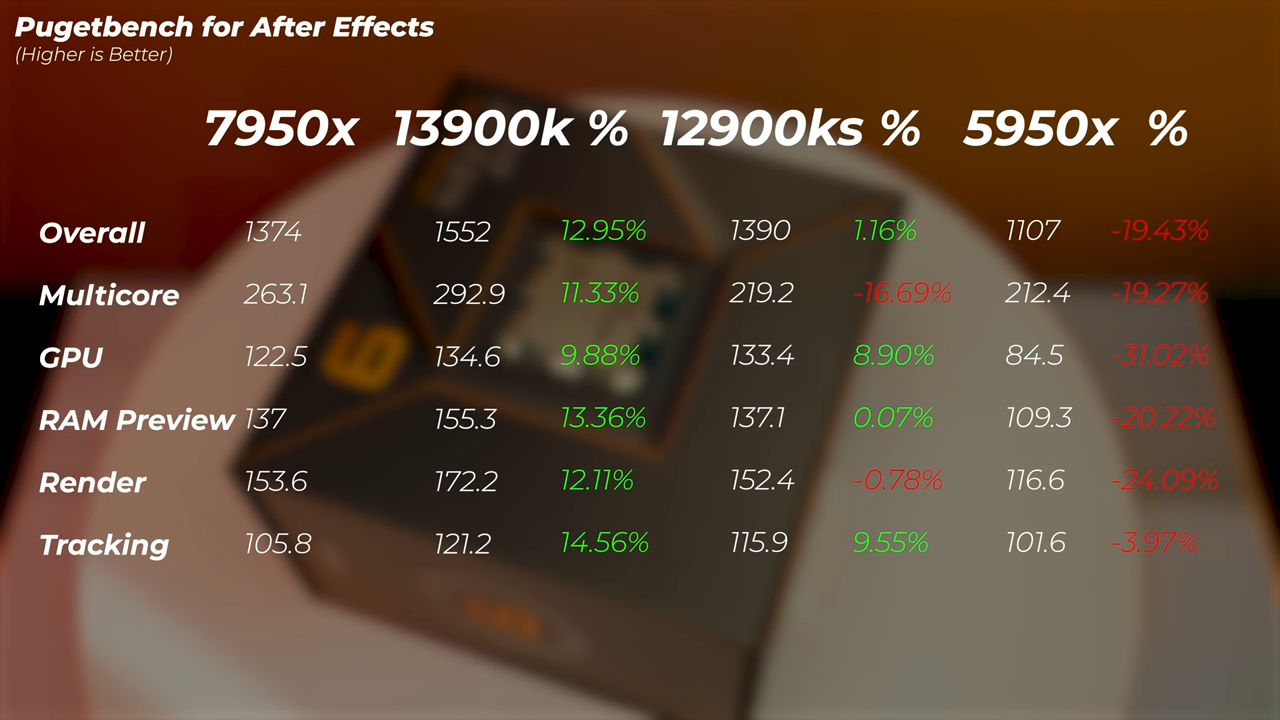 Pugetbench for After Effects
(Higher is Better)
7950x 13900k % 12900ks % 5950x %
Overall 1374 1552 12.95% 1390 1.16% 1107 -19.43%
Multicore 263.1 292.9 11.33% 219.2 -16.69% 212.4 -19.27%
GPU 122.5 134.6 9.88% 133.4 8.90% 84.5 -31.02%
RAM Preview 137 155.3 13.36% 137.1 0.07% 109.3 -20.22%
Render 153.6 172.2 12.11% 152.4 -0.78% 116.6 -24.09%
Tracking 105.8 121.2 14.56% 115.9 9.55% 101.6 -3.97%